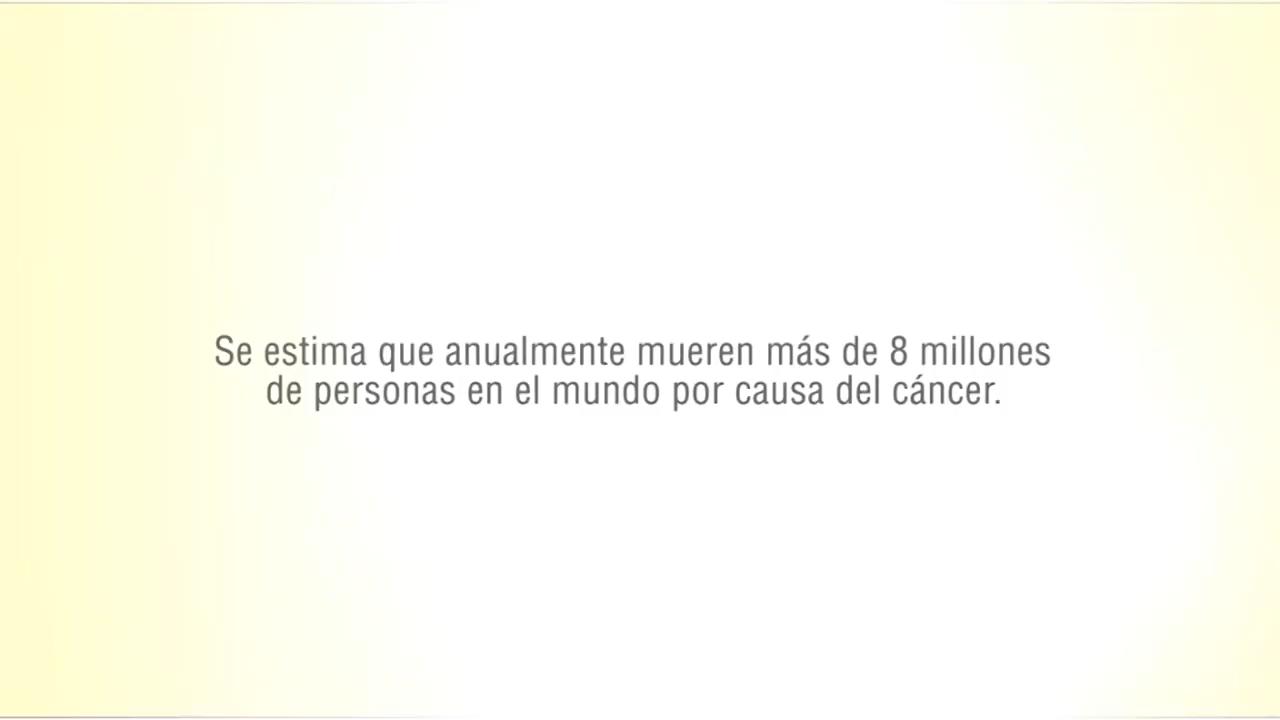 Se estima que anualmente mueren más de 8 millones
de personas en el mundo por causa del cáncer.